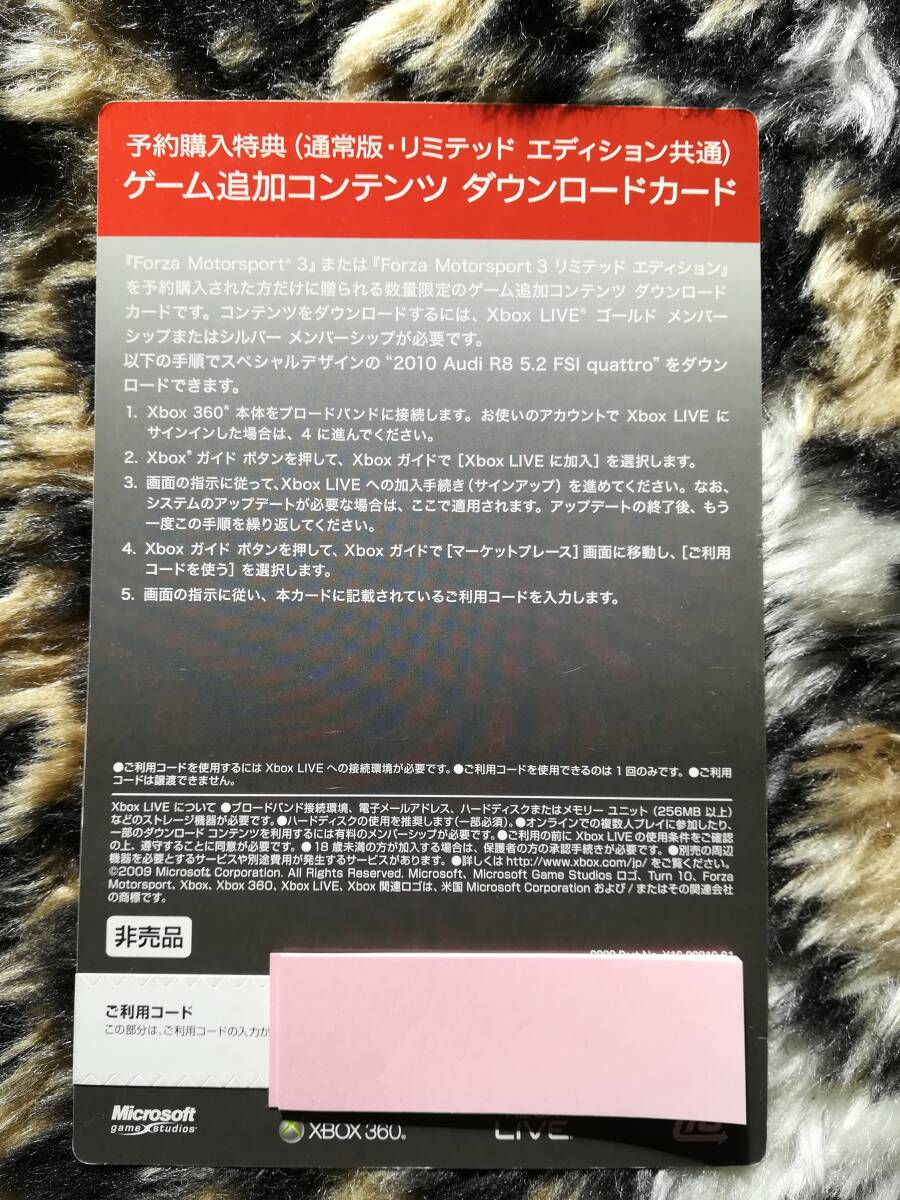 予約購入特典(通常版・リミテッド エディション共通)
ゲーム追加コンテンツ ダウンロードカード
『Forza Motorsport® 3』または『Forza Motorsport 3 リミテッド エディション』
を予約購入された方だけに贈られる数量限定のゲーム追加コンテンツ ダウンロード
カードです。コンテンツをダウンロードするには、Xbox LIVE® ゴールド メンバー
シップまたはシルバー メンバーシップが必要です。
以下の手順でスペシャルデザインの “2010 Audi R8 5.2 FSI quattro” をダウン
ロードできます。
1. Xbox 360® 本体をブロードバンドに接続します。お使いのアカウントで Xbox LIVE に
サインインした場合は、4 に進んでください。
2. Xbox® ガイド ボタンを押して、Xbox ガイドで [Xbox LIVE に加入] を選択します。
3. 画面の指示に従って、Xbox LIVE への加入手続き(サインアップ)を進めてください。なお、
システムのアップデートが必要な場合は、ここで適用されます。アップデートの終了後、もう
一度この手順を繰り返してください。
4. Xbox ガイド ボタンを押して、Xbox ガイドで [マーケットプレース] 画面に移動し、[ご利用
コードを使う] を選択します。
5. 画面の指示に従い、本カードに記載されているご利用コードを入力します。
●ご利用コードを使用するには Xbox LIVE への接続環境が必要です。●ご利用コードを使用できるのは 1 回のみです。●ご利用
コードは譲渡できません。
Xbox LIVE について ●ブロードバンド接続環境、電子メールアドレス、ハードディスクまたはメモリー ユニット (256MB 以上)
などのストレージ機器が必要です。●ハードディスクの使用を推奨します(一部必須)。●オンラインでの複数人プレイに参加したり、
一部のダウンロード コンテンツを利用するには有料のメンバーシップが必要です。●ご利用の前に Xbox LIVE の使用条件をご確認
の上、遵守することに同意が必要です。●18 歳未満の方が加入する場合は、保護者の方の承認手続きが必要です。●別売の周辺
機器を必要とするサービスや別途費用が発生するサービスがあります。●詳しくは http://www.xbox.com/jp/ をご覧ください。
©2009 Microsoft Corporation. All Rights Reserved. Microsoft, Microsoft Game Studios ロゴ、Turn 10、Forza
Motorsport、Xbox、Xbox 360、Xbox LIVE、Xbox 関連ロゴは、米国 Microsoft Corporation および/またはその関連会社
の商標です。
非売品
ご利用コード
この部分は、ご利用コードの入力が
Microsoft
game studios
XBOX 360®
LIVE